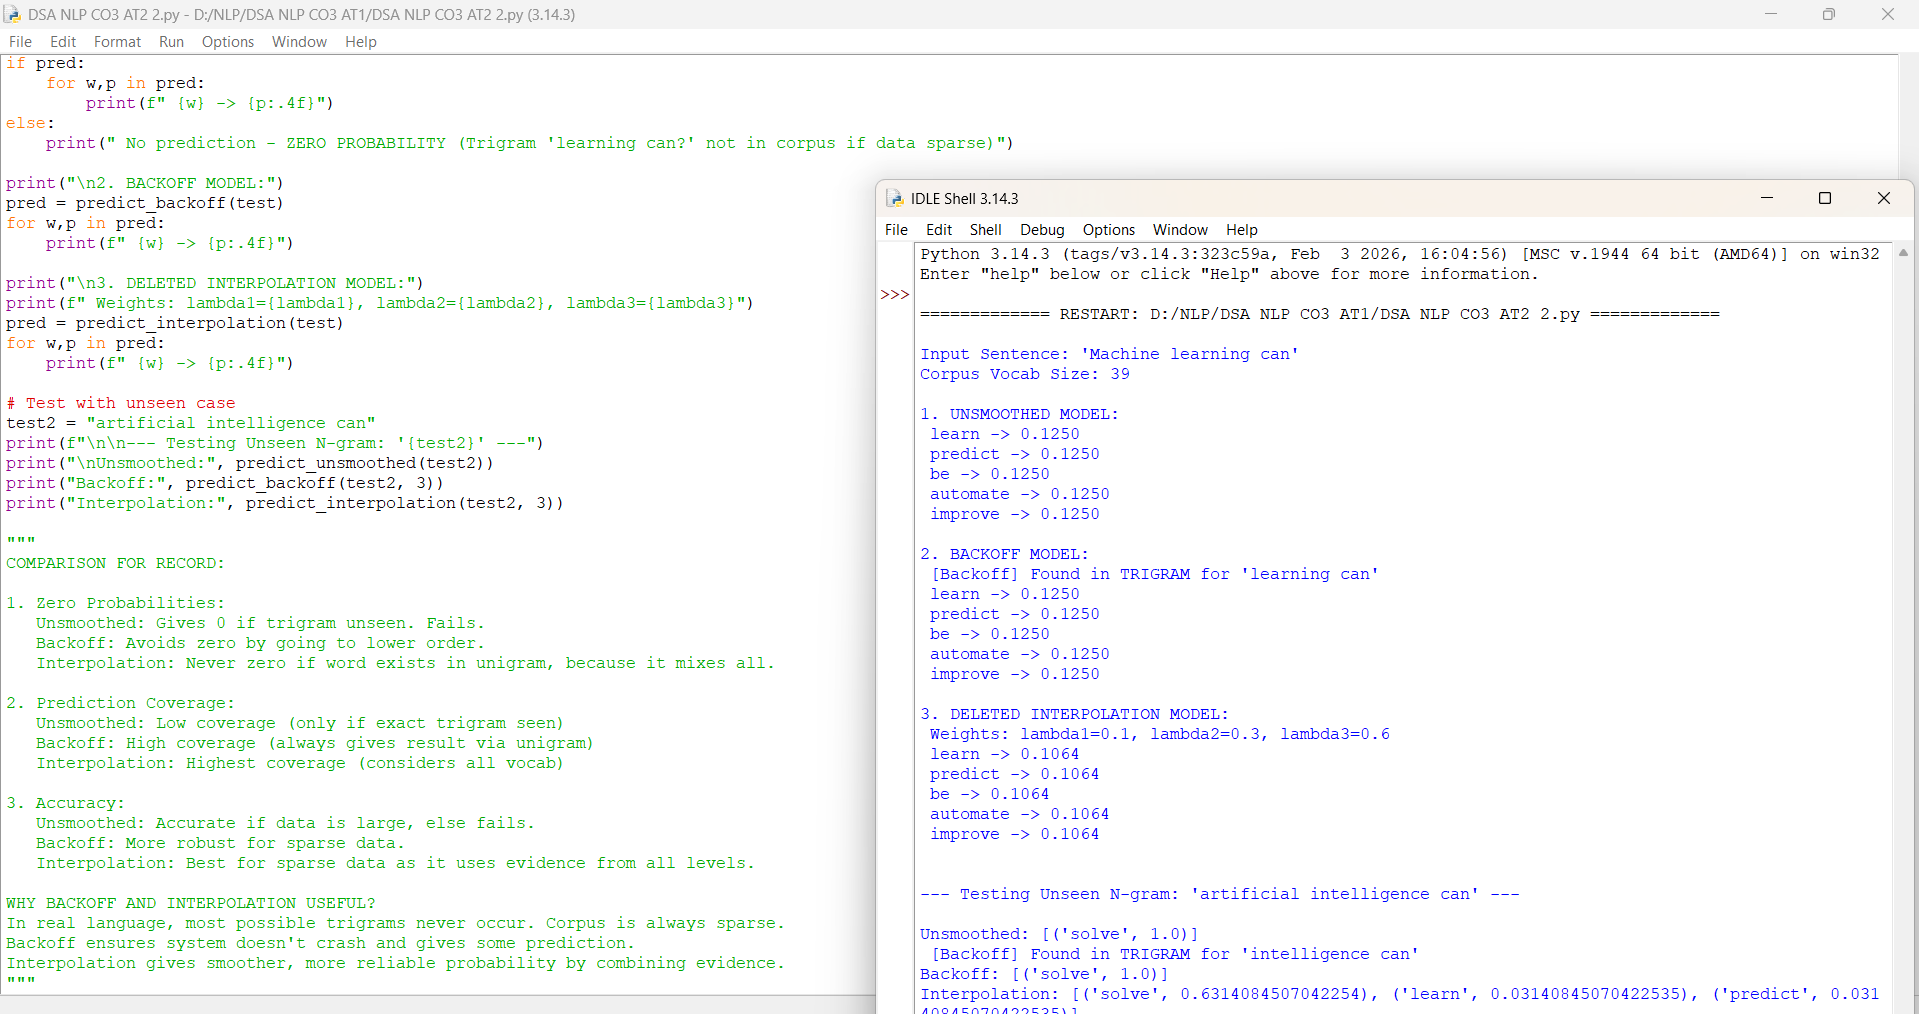 DSA NLP CO3 AT2 2.py - D:/NLP/DSA NLP CO3 AT1/DSA NLP CO3 AT2 2.py (3.14.3)
File Edit Format Run Options Window Help
if pred:
    for w,p in pred:
        print(f" {w} -> {p:.4f}")
else:
    print(" No prediction - ZERO PROBABILITY (Trigram 'learning can?' not in corpus if data sparse)")

print("\n2. BACKOFF MODEL:")
pred = predict_backoff(test)
for w,p in pred:
    print(f" {w} -> {p:.4f}")

print("\n3. DELETED INTERPOLATION MODEL:")
print(f" Weights: lambda1={lambda1}, lambda2={lambda2}, lambda3={lambda3}")
pred = predict_interpolation(test)
for w,p in pred:
    print(f" {w} -> {p:.4f}")

# Test with unseen case
test2 = "artificial intelligence can"
print(f"\n\n--- Testing Unseen N-gram: '{test2}' ---")
print("\nUnsmoothed:", predict_unsmoothed(test2))
print("Backoff:", predict_backoff(test2, 3))
print("Interpolation:", predict_interpolation(test2, 3))

"""
COMPARISON FOR RECORD:

1. Zero Probabilities:
   Unsmoothed: Gives 0 if trigram unseen. Fails.
   Backoff: Avoids zero by going to lower order.
   Interpolation: Never zero if word exists in unigram, because it mixes all.

2. Prediction Coverage:
   Unsmoothed: Low coverage (only if exact trigram seen)
   Backoff: High coverage (always gives result via unigram)
   Interpolation: Highest coverage (considers all vocab)

3. Accuracy:
   Unsmoothed: Accurate if data is large, else fails.
   Backoff: More robust for sparse data.
   Interpolation: Best for sparse data as it uses evidence from all levels.

WHY BACKOFF AND INTERPOLATION USEFUL?
In real language, most possible trigrams never occur. Corpus is always sparse.
Backoff ensures system doesn't crash and gives some prediction.
Interpolation gives smoother, more reliable probability by combining evidence.
"""
IDLE Shell 3.14.3
File Edit Shell Debug Options Window Help
Python 3.14.3 (tags/v3.14.3:323c59a, Feb  3 2026, 16:04:56) [MSC v.1944 64 bit (AMD64)] on win32
Enter "help" below or click "Help" above for more information.
>>>
============= RESTART: D:/NLP/DSA NLP CO3 AT1/DSA NLP CO3 AT2 2.py =============

Input Sentence: 'Machine learning can'
Corpus Vocab Size: 39

1. UNSMOOTHED MODEL:
 learn -> 0.1250
 predict -> 0.1250
 be -> 0.1250
 automate -> 0.1250
 improve -> 0.1250

2. BACKOFF MODEL:
 [Backoff] Found in TRIGRAM for 'learning can'
 learn -> 0.1250
 predict -> 0.1250
 be -> 0.1250
 automate -> 0.1250
 improve -> 0.1250

3. DELETED INTERPOLATION MODEL:
 Weights: lambda1=0.1, lambda2=0.3, lambda3=0.6
 learn -> 0.1064
 predict -> 0.1064
 be -> 0.1064
 automate -> 0.1064
 improve -> 0.1064

--- Testing Unseen N-gram: 'artificial intelligence can' ---

Unsmoothed: [('solve', 1.0)]
 [Backoff] Found in TRIGRAM for 'intelligence can'
Backoff: [('solve', 1.0)]
Interpolation: [('solve', 0.6314084507042254), ('learn', 0.03140845070422535), ('predict', 0.031
40845070422535)]